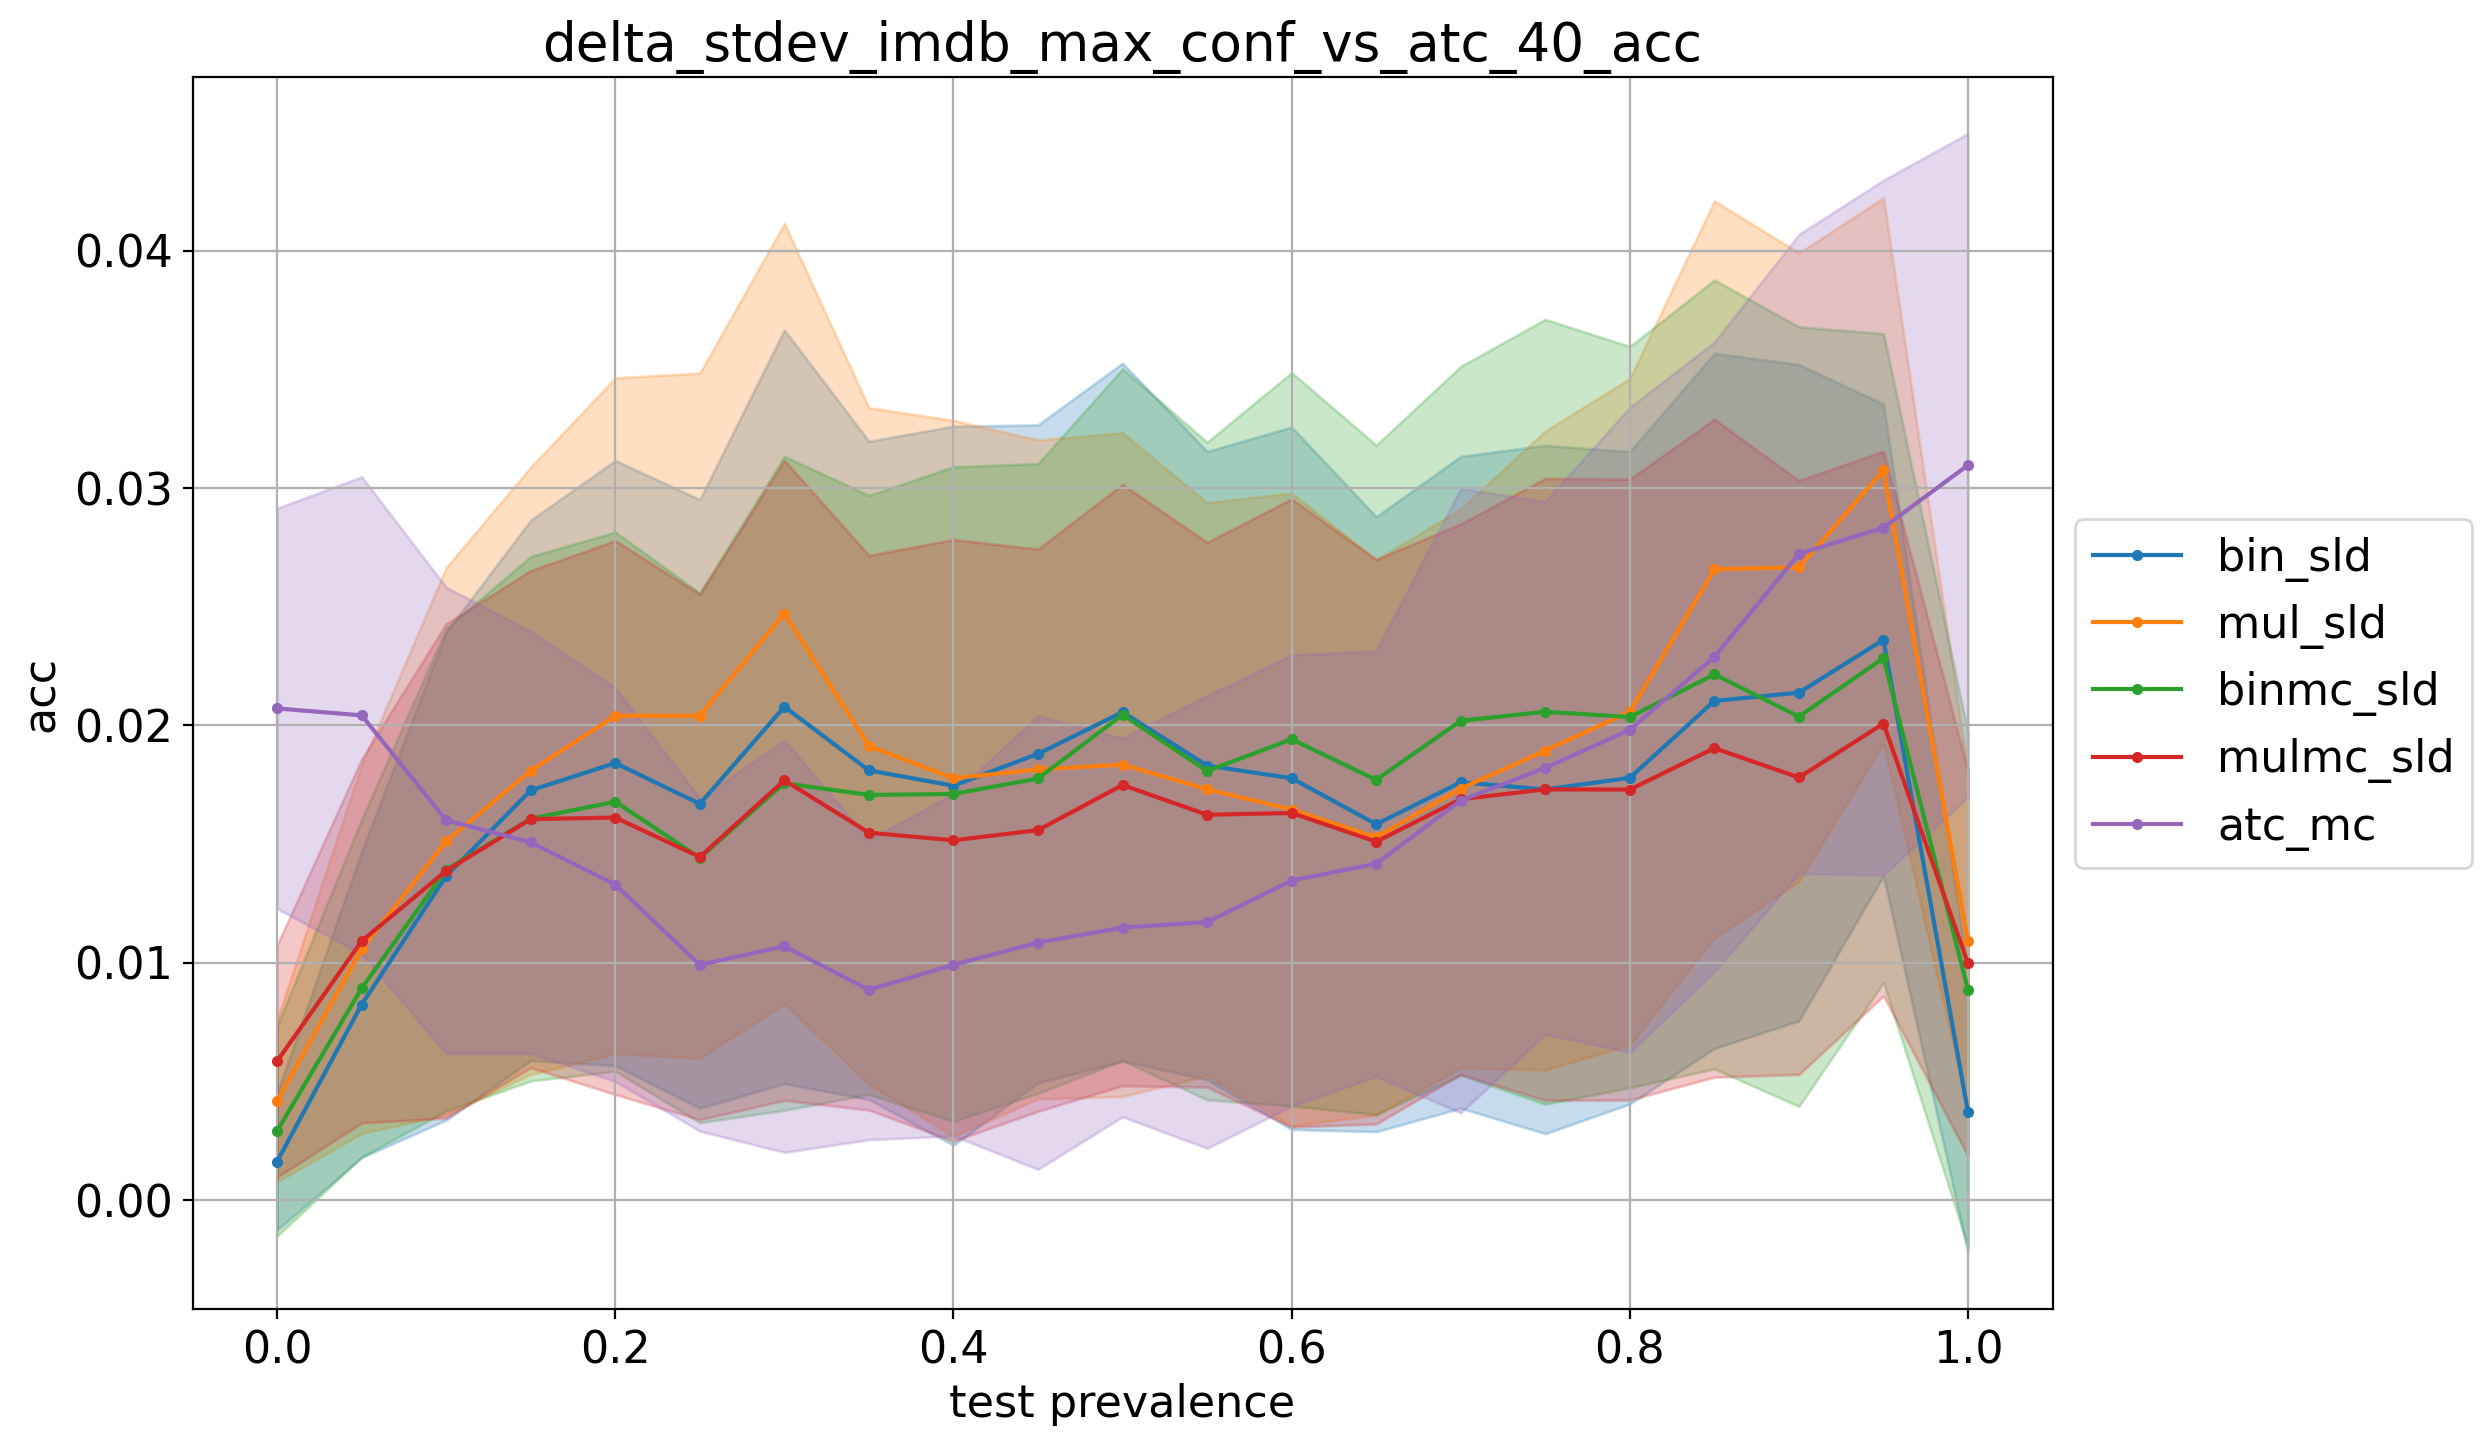 delta_stdev_imdb_max_conf_vs_atc_40_acc
acc
0.04
0.03
0.02
0.01
0.00
0.0 0.2 0.4 0.6 0.8 1.0
test prevalence
bin_sld
mul_sld
binmc_sld
mulmc_sld
atc_mc